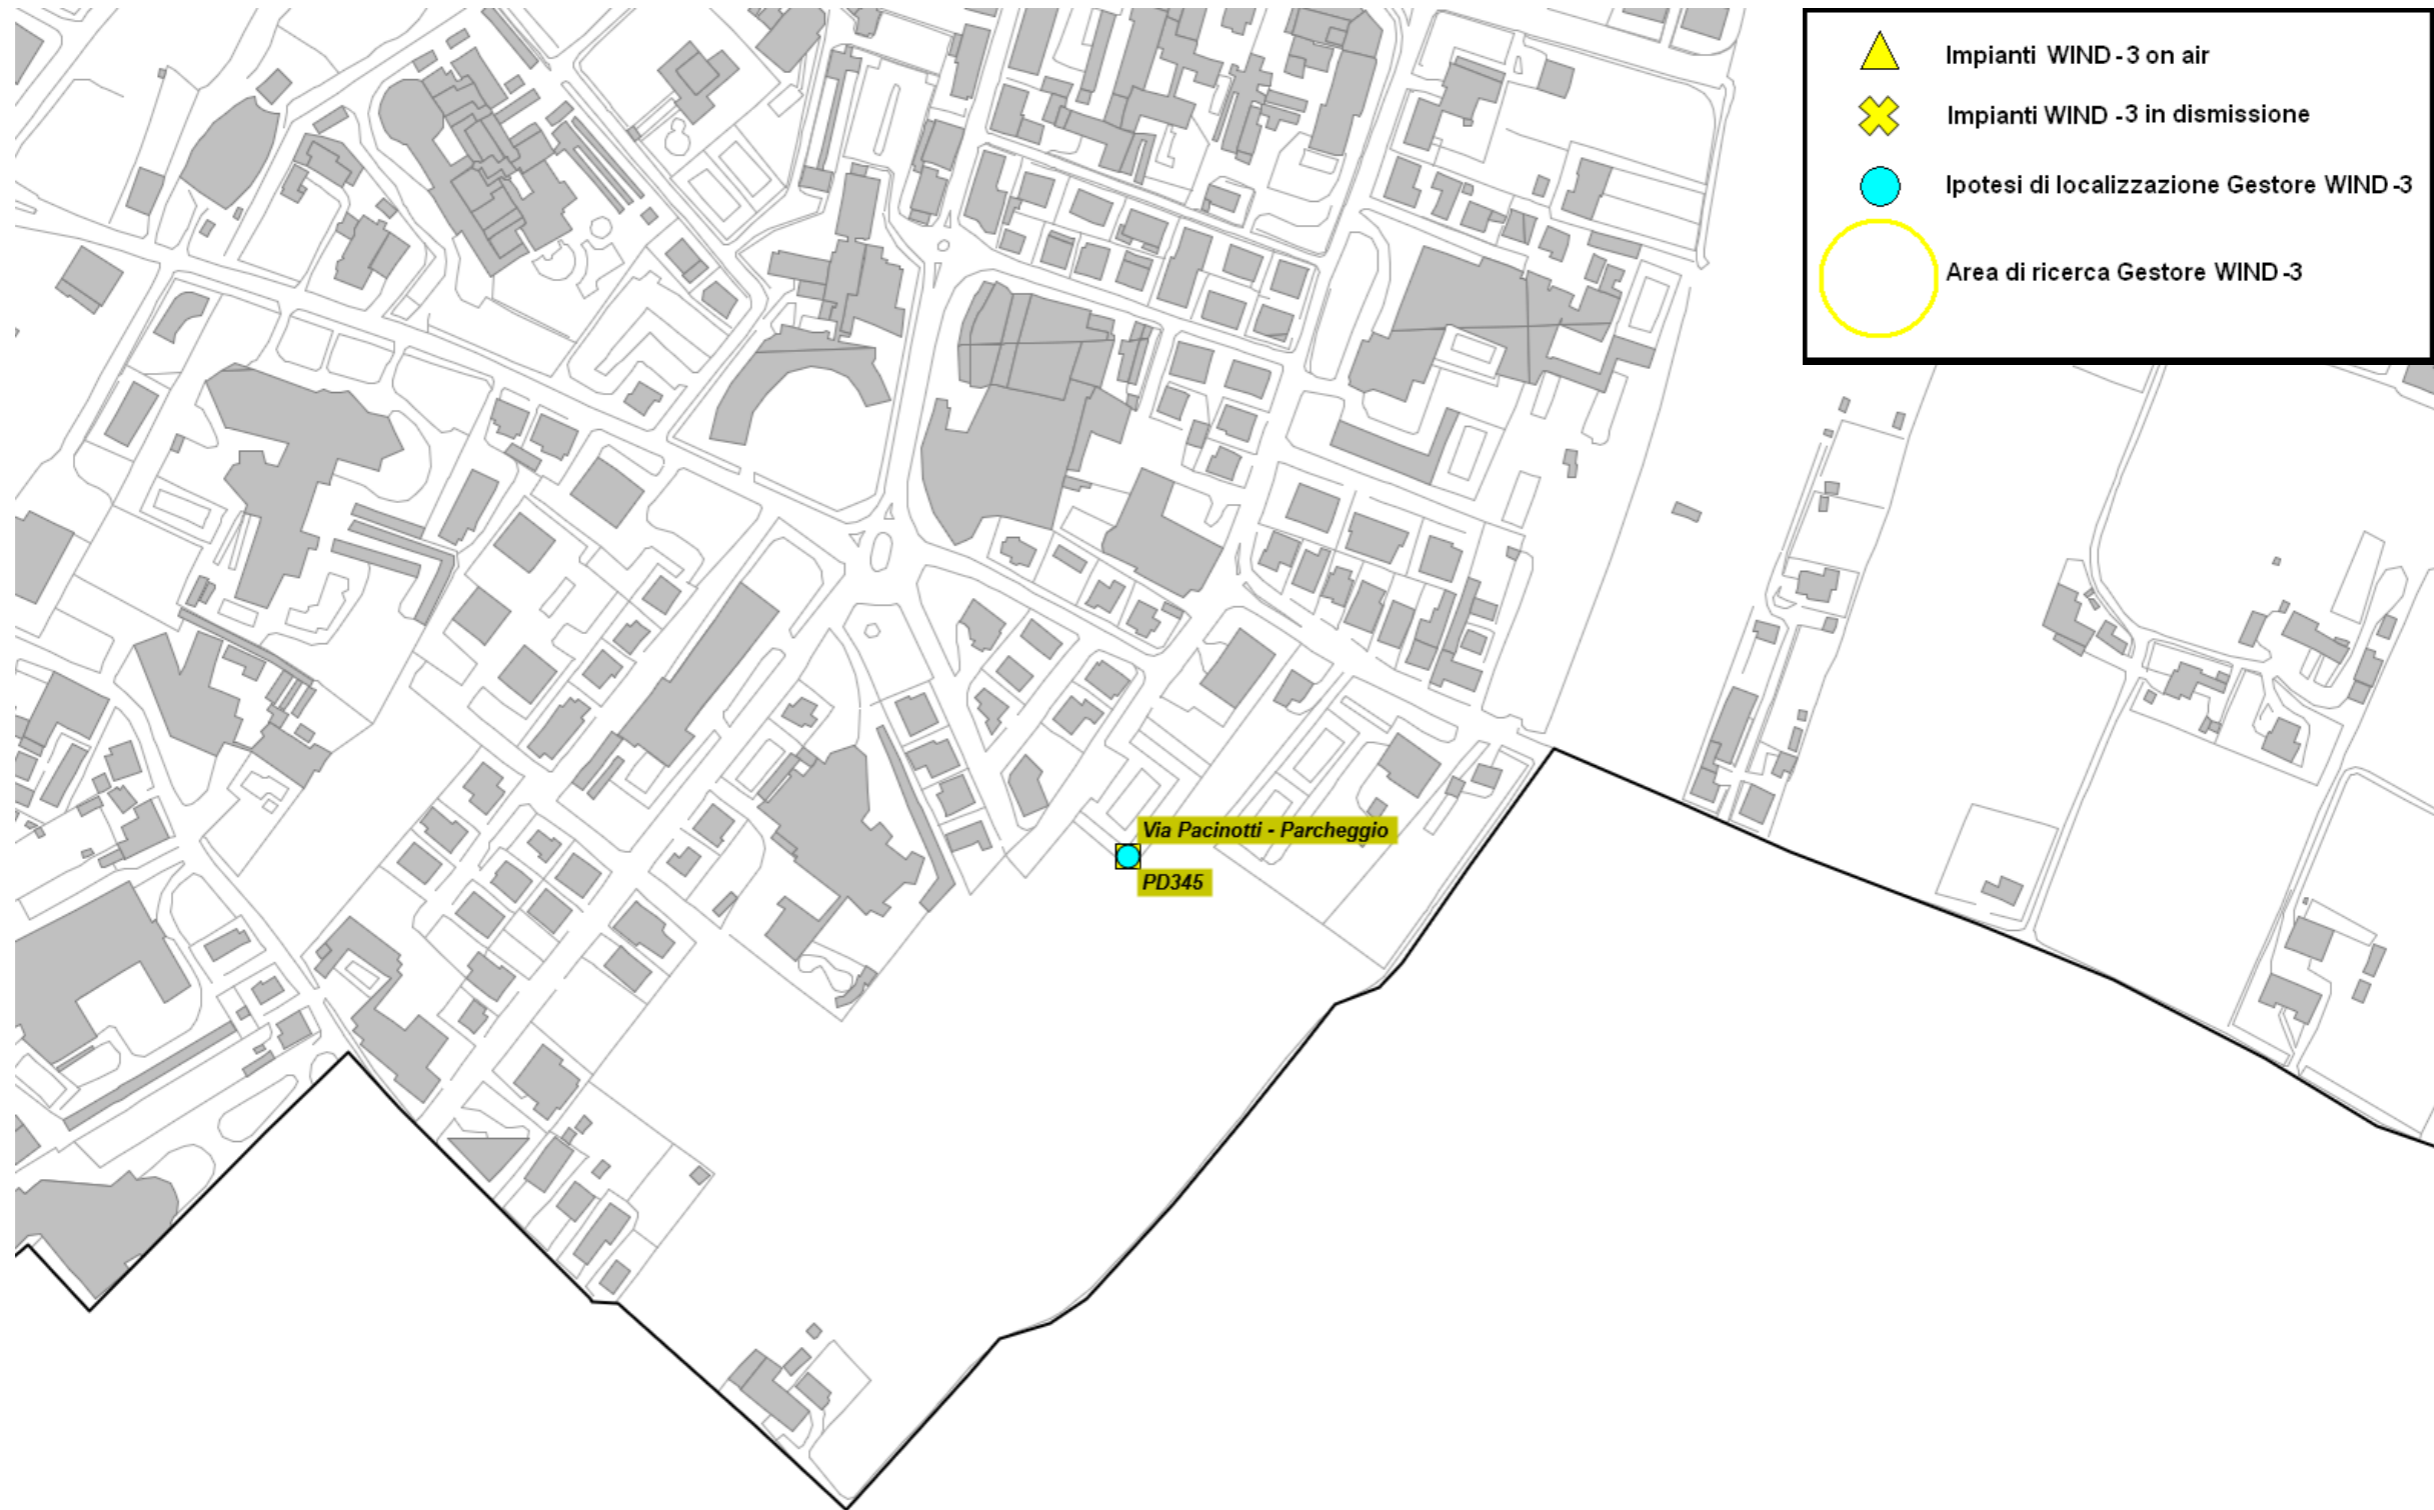 Impianti WIND-3 on air
Impianti WIND-3 in dismissione
Ipotesi di localizzazione Gestore WIND-3
Area di ricerca Gestore WIND-3
Via Pacinotti - Parcheggio
PD345